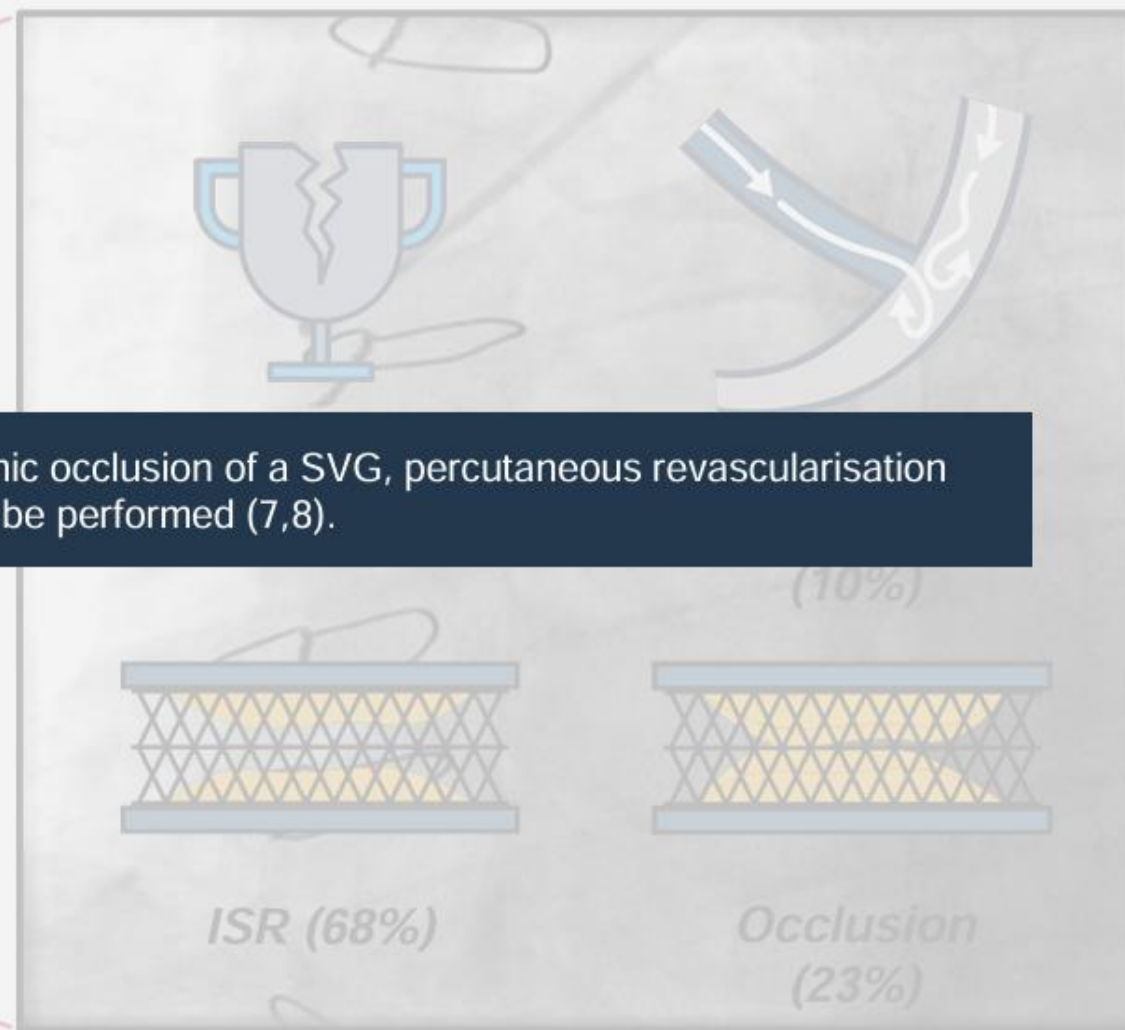 nic occlusion of a SVG, percutaneous revascularisation
be performed (7,8).
(10%)
ISR (68%)
Occlusion
(23%)